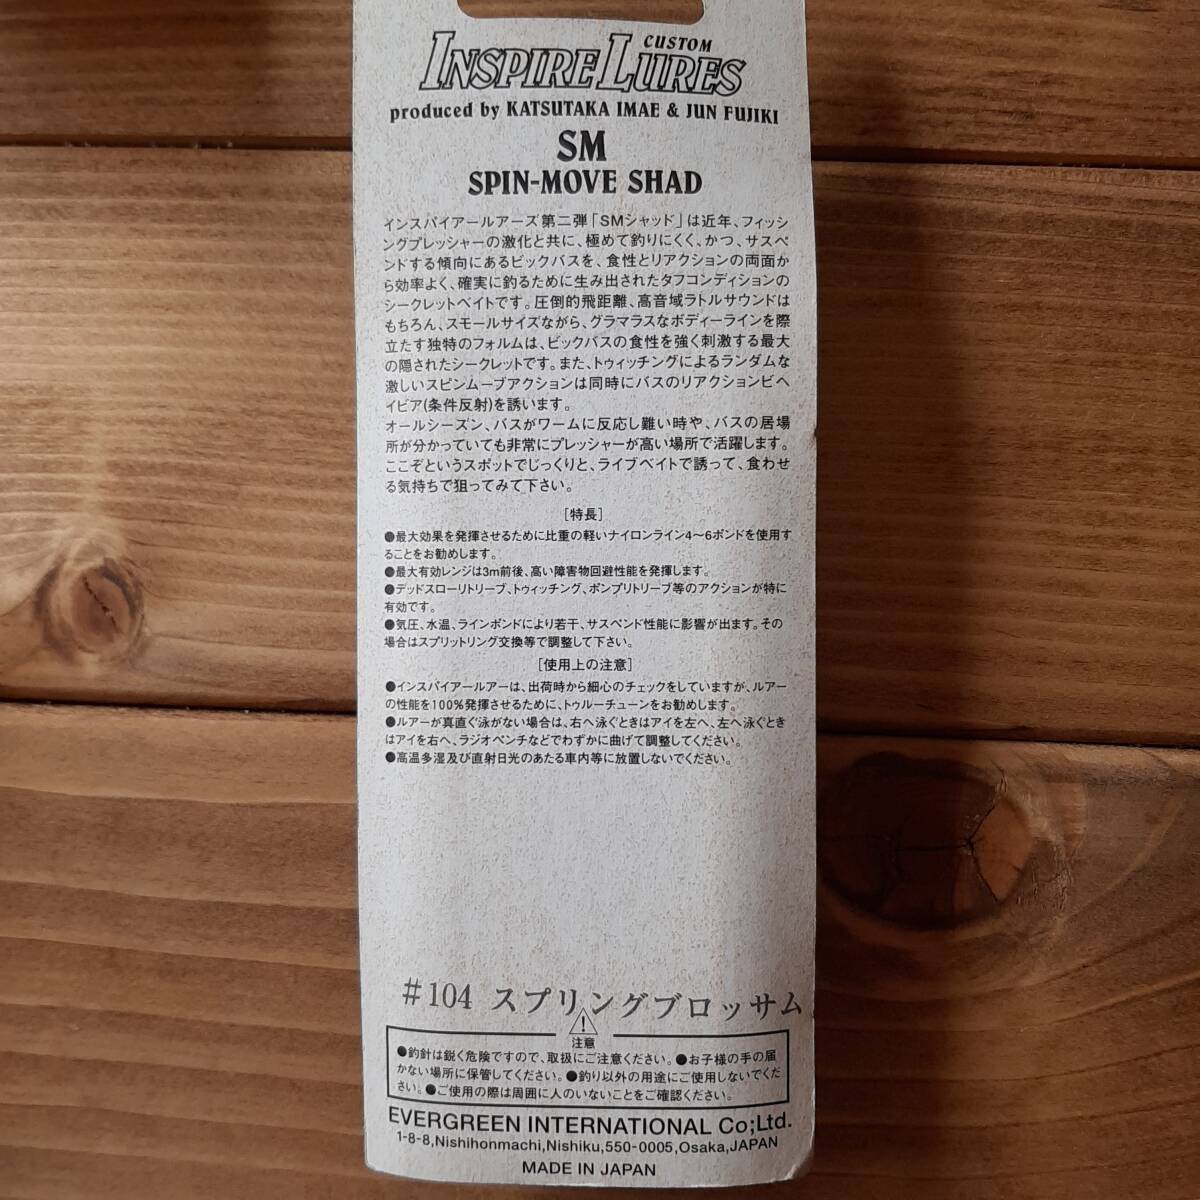 CUSTOM
INSPIRE LURES
produced by KATSUTAKA IMAE & JUN FUJIKI
SM
SPIN-MOVE SHAD
インスパイアールアーズ第二弾「SMシャッド」は近年、フィッシ
ングプレッシャーの激化と共に、極めて釣りにくく、かつ、サスペ
ンドする傾向にあるビックバスを、食性とリアクションの両面か
ら効率よく、確実に釣るために生み出されたタフコンディションの
シークレットベイトです。圧倒的飛距離、高音域ラトルサウンドは
もちろん、スモールサイズながら、グラマラスなボディーラインを際
立たす独特のフォルムは、ビックバスの食性を強く刺激する最大
の隠されたシークレットです。また、トゥィッチングによるランダムな
激しいスピンムーブアクションは同時にバスのリアクションビヘ
イビア(条件反射)を誘います。
オールシーズン、バスがワームに反応し難い時や、バスの居場
所が分かっていても非常にプレッシャーが高い場所で活躍します。
ここぞというスポットでじっくりと、ライブベイトで誘って、食わせ
る気持ちで狙ってみて下さい。
[特長]
●最大効果を発揮させるために比重の軽いナイロンライン4〜6ポンドを使用す
ることをお勧めします。
●最大有効レンジは3m前後、高い障害物回避性能を発揮します。
●デッドスローリトリーブ、トゥィッチング、ポンプリトリーブ等のアクションが特に
有効です。
●気圧、水温、ラインポンドにより若干、サスペンド性能に影響が出ます。その
場合はスプリットリング交換等で調整して下さい。
[使用上の注意]
●インスパイアールアーは、出荷時から細心のチェックをしていますが、ルアー
の性能を100%発揮させるために、トゥルーチューンをお勧めします。
●ルアーが真直ぐ泳がない場合は、右へ泳ぐときはアイを左へ、左へ泳ぐとき
はアイを右へ、ラジオペンチなどでわずかに曲げて調整してください。
●高温多湿及び直射日光のあたる車内等に放置しないでください。
#104 スプリングブロッサム
注意
●釣針は鋭く危険ですので、取扱にご注意ください。●お子様の手の届
かない場所に保管してください。●釣り以外の用途にご使用しないでくだ
さい。●ご使用の際は周囲に人のいないことをご確認ください。
EVERGREEN INTERNATIONAL Co;Ltd.
1-8-8,Nishihonmachi,Nishiku,550-0005,Osaka,JAPAN
MADE IN JAPAN